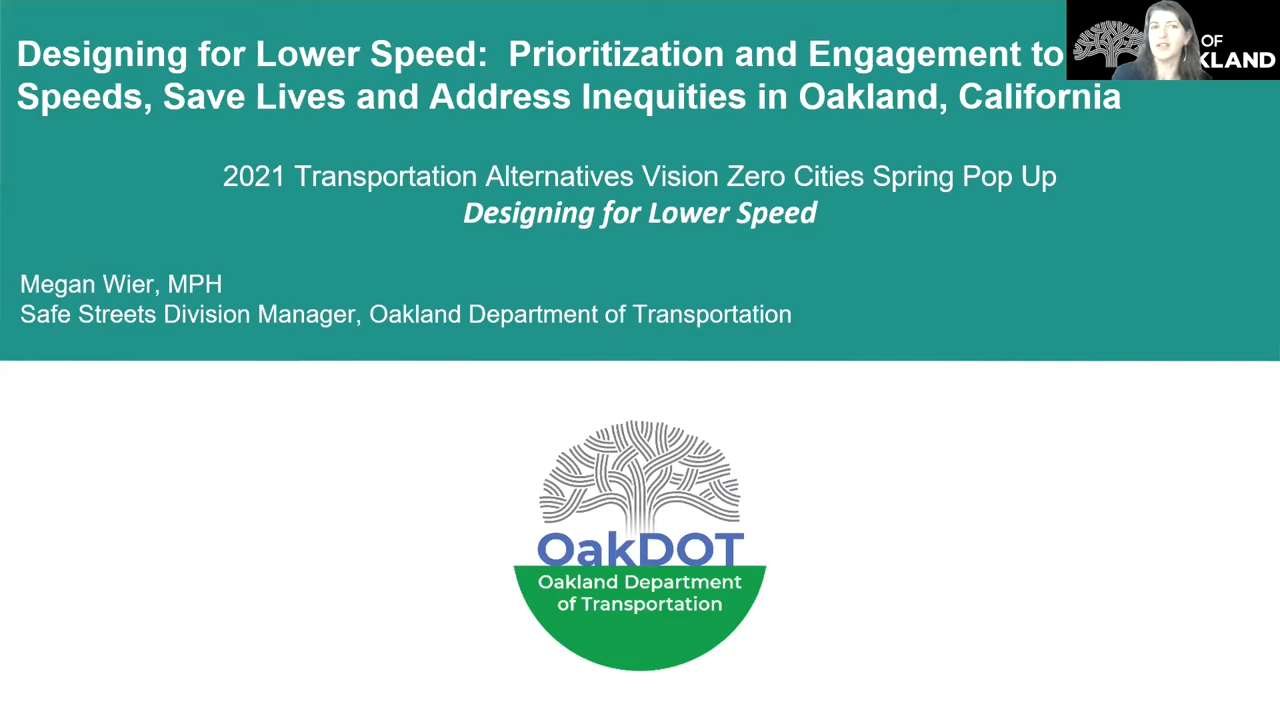 Designing for Lower Speed: Prioritization and Engagement to
Speeds, Save Lives and Address Inequities in Oakland, California
OF
KLAND
2021 Transportation Alternatives Vision Zero Cities Spring Pop Up
Designing for Lower Speed
Megan Wier, MPH
Safe Streets Division Manager, Oakland Department of Transportation
OakDOT
Oakland Department
of Transportation